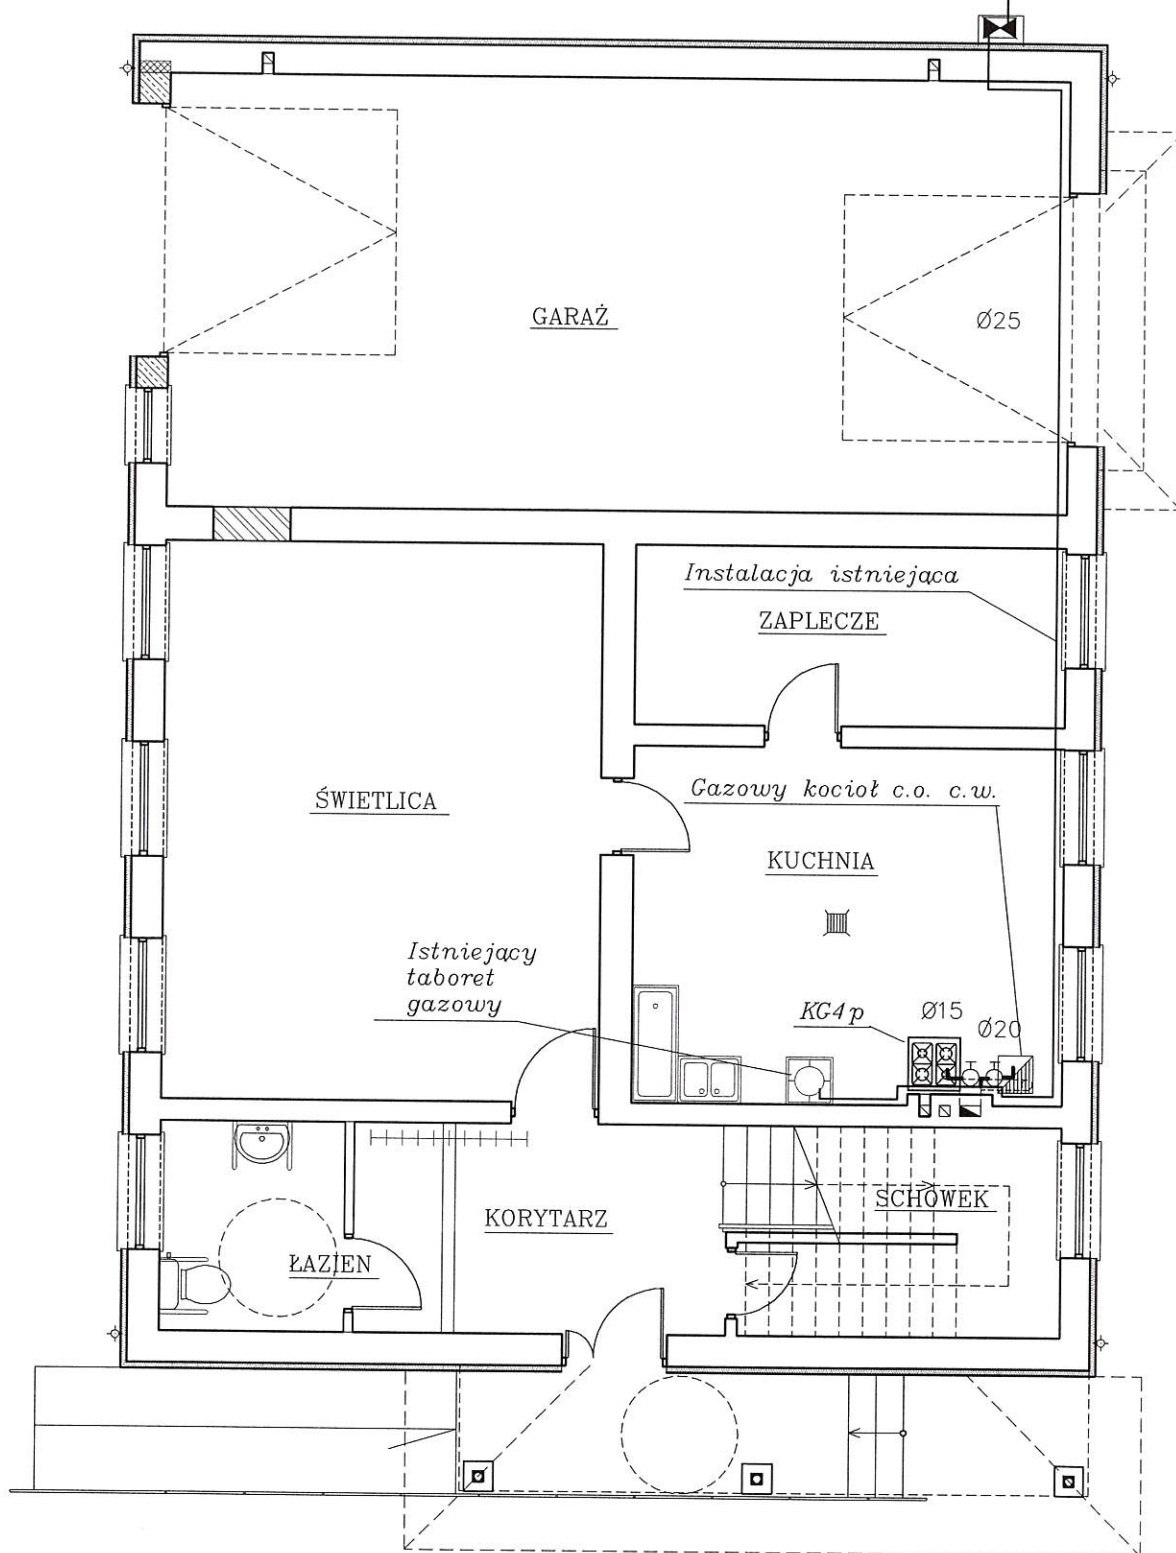 GARAŻ
Ø25
Instalacja istniejąca
ZAPLECZE
Gazowy kocioł c.o. c.w.
ŚWIETLICA
KUCHNIA
Istniejący
taboret
gazowy
KG4p
Ø15
Ø20
SCHOWEK
KORYTARZ
ŁAZIEN